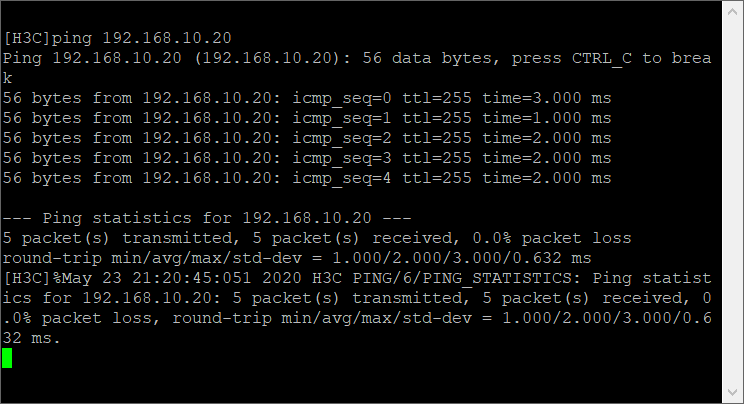 [H3C]ping 192.168.10.20
Ping 192.168.10.20 (192.168.10.20): 56 data bytes, press CTRL_C to brea
k
56 bytes from 192.168.10.20: icmp_seq=0 ttl=255 time=3.000 ms
56 bytes from 192.168.10.20: icmp_seq=1 ttl=255 time=1.000 ms
56 bytes from 192.168.10.20: icmp_seq=2 ttl=255 time=2.000 ms
56 bytes from 192.168.10.20: icmp_seq=3 ttl=255 time=2.000 ms
56 bytes from 192.168.10.20: icmp_seq=4 ttl=255 time=2.000 ms

--- Ping statistics for 192.168.10.20 ---
5 packet(s) transmitted, 5 packet(s) received, 0.0% packet loss
round-trip min/avg/max/std-dev = 1.000/2.000/3.000/0.632 ms
[H3C]%May 23 21:20:45:051 2020 H3C PING/6/PING_STATISTICS: Ping statist
ics for 192.168.10.20: 5 packet(s) transmitted, 5 packet(s) received, 0
.0% packet loss, round-trip min/avg/max/std-dev = 1.000/2.000/3.000/0.6
32 ms.